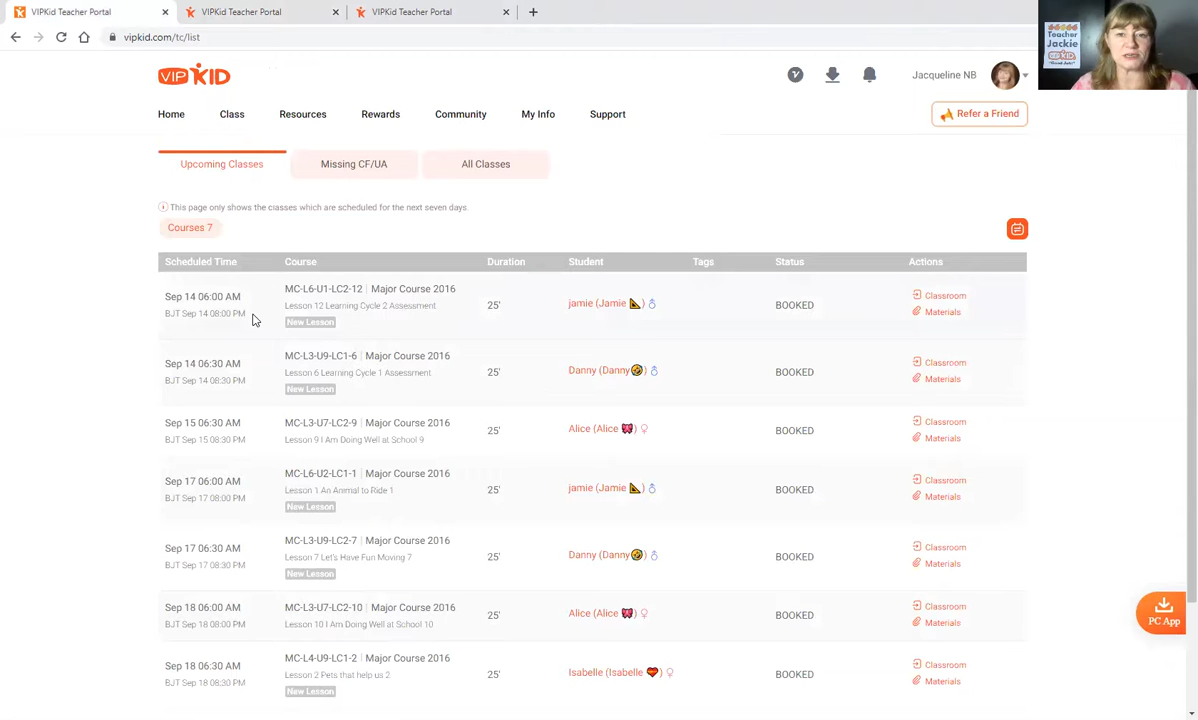 VIPKid Teacher Portal
VIPKid Teacher Portal
VIPKid Teacher Portal
vipkid.com/tc/list
VIPKID
Jacqueline NB
Home Class Resources Rewards Community My Info Support
Refer a Friend
Upcoming Classes Missing CF/UA All Classes
This page only shows the classes which are scheduled for the next seven days.
Courses 7
Scheduled Time Course Duration Student Tags Status Actions
Sep 14 06:00 AM
BJT Sep 14 08:00 PM
MC-L6-U1-LC2-12 | Major Course 2016
Lesson 12 Learning Cycle 2 Assessment
New Lesson
25'
jamie (Jamie 📐)
BOOKED
Classroom
Materials
Sep 14 06:30 AM
BJT Sep 14 08:30 PM
MC-L3-U9-LC1-6 | Major Course 2016
Lesson 6 Learning Cycle 1 Assessment
New Lesson
25'
Danny (Danny🤣)
BOOKED
Classroom
Materials
Sep 15 06:30 AM
BJT Sep 15 08:30 PM
MC-L3-U7-LC2-9 | Major Course 2016
Lesson 9 I Am Doing Well at School 9
25'
Alice (Alice 🎀)
BOOKED
Classroom
Materials
Sep 17 06:00 AM
BJT Sep 17 08:00 PM
MC-L6-U2-LC1-1 | Major Course 2016
Lesson 1 An Animal to Ride 1
New Lesson
25'
jamie (Jamie 📐)
BOOKED
Classroom
Materials
Sep 17 06:30 AM
BJT Sep 17 08:30 PM
MC-L3-U9-LC2-7 | Major Course 2016
Lesson 7 Let's Have Fun Moving 7
New Lesson
25'
Danny (Danny🤣)
BOOKED
Classroom
Materials
Sep 18 06:00 AM
BJT Sep 18 08:00 PM
MC-L3-U7-LC2-10 | Major Course 2016
Lesson 10 I Am Doing Well at School 10
25'
Alice (Alice 🎀)
BOOKED
Classroom
Materials
Sep 18 06:30 AM
BJT Sep 18 08:30 PM
MC-L4-U9-LC1-2 | Major Course 2016
Lesson 2 Pets that help us 2
New Lesson
25'
Isabelle (Isabelle ❤️)
BOOKED
Classroom
Materials
PC App
Teacher
Jackie
VIPKID